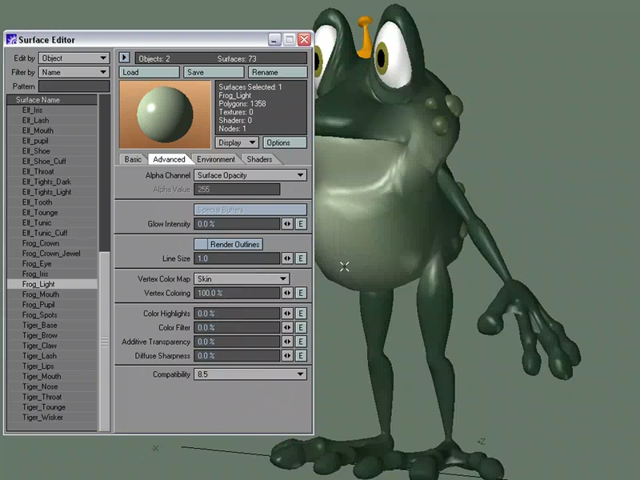 Surface Editor
Edit by Object
Filter by Name
Pattern
Surface Name
Elf_Iris
Elf_Lash
Elf_Mouth
Elf_pupil
Elf_Shoe
Elf_Shoe_Cuff
Elf_Throat
Elf_Tights_Dark
Elf_Tights_Light
Elf_Tooth
Elf_Tounge
Elf_Tunic
Elf_Tunic_Cuff
Frog_Crown
Frog_Crown_Jewel
Frog_Eye
Frog_Iris
Frog_Light
Frog_Mouth
Frog_Pupil
Frog_Spots
Tiger_Base
Tiger_Brow
Tiger_Claw
Tiger_Lash
Tiger_Lips
Tiger_Mouth
Tiger_Nose
Tiger_Throat
Tiger_Tounge
Tiger_Wisker
Objects: 2 Surfaces: 73
Load Save Rename
Surfaces Selected: 1
Frog_Light
Polygons: 1358
Textures: 0
Shaders: 0
Nodes: 1
Display Options
Basic Advanced Environment Shaders
Alpha Channel Surface Opacity
Alpha Value 255
Special Buffers
Glow Intensity 0.0 % E
Render Outlines
Line Size 1.0 E
Vertex Color Map Skin
Vertex Coloring 100.0 % E
Color Highlights 0.0 % E
Color Filter 0.0 % E
Additive Transparency 0.0 % E
Diffuse Sharpness 0.0 % E
Compatibility 8.5
-X
-Z